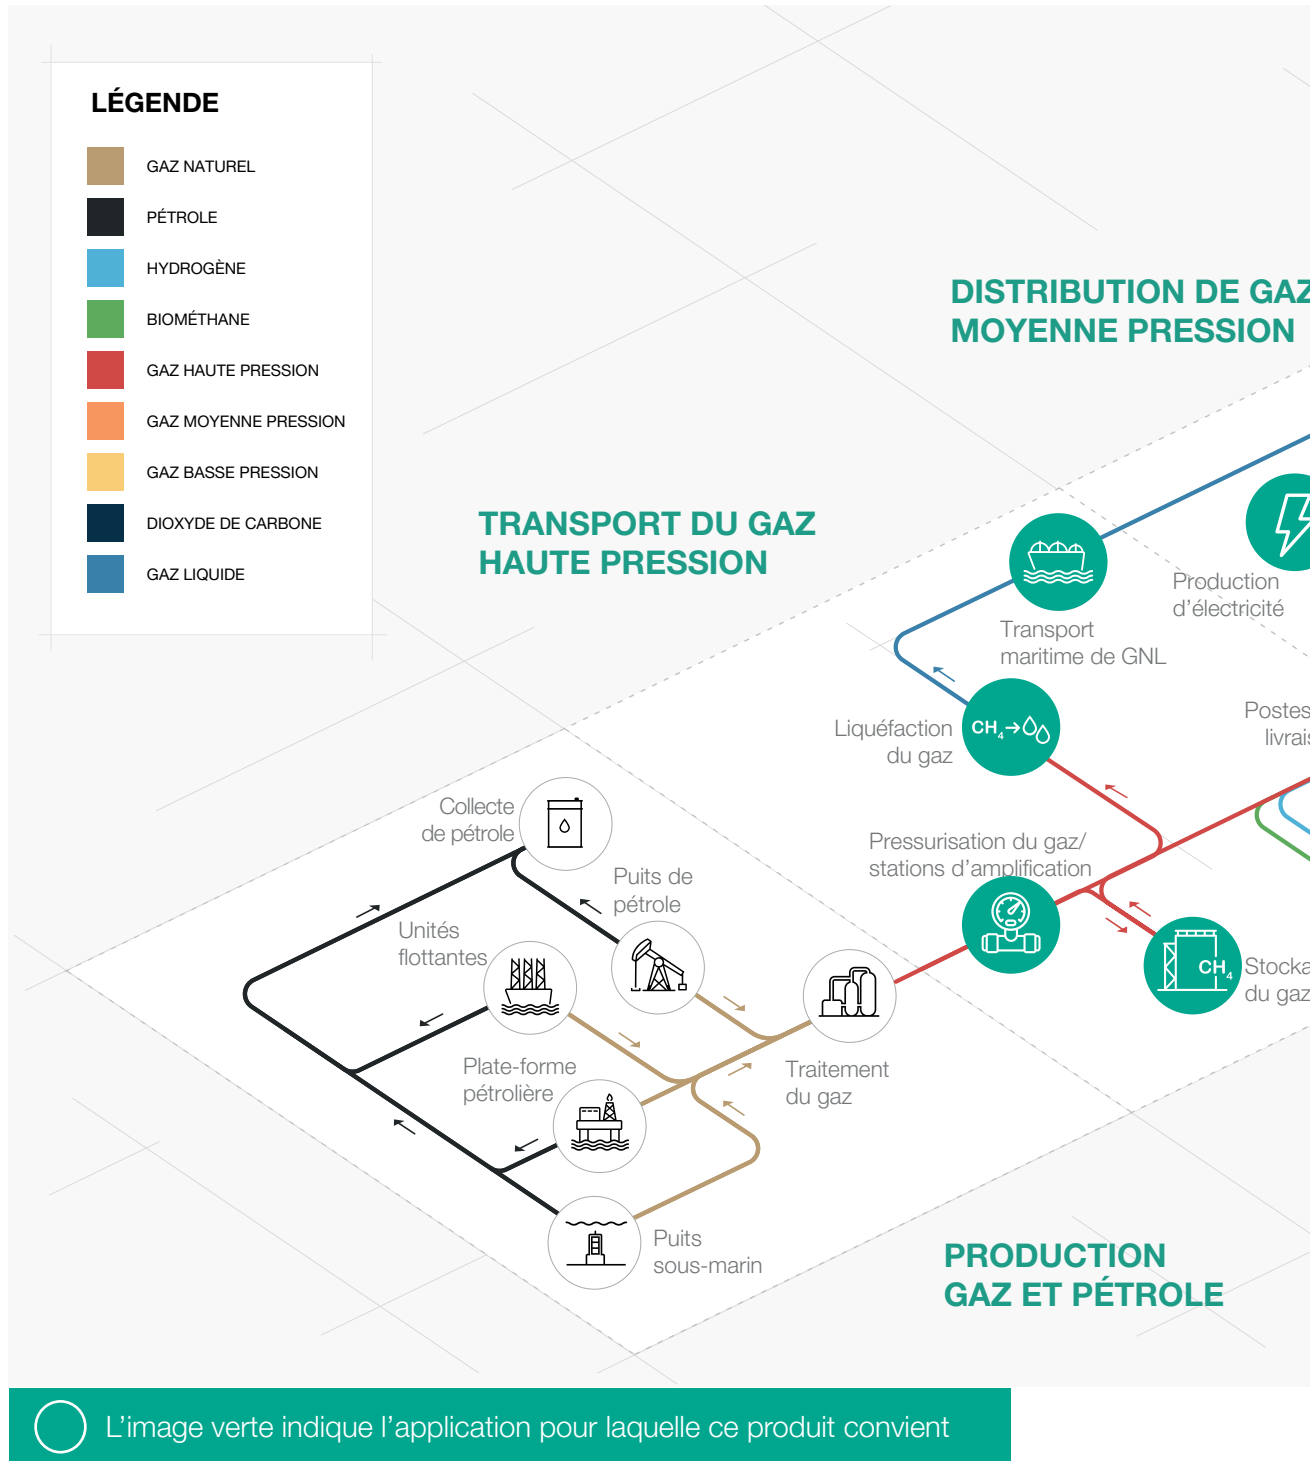 LÉGENDE
GAZ NATUREL
PÉTROLE
HYDROGÈNE
BIOMÉTHANE
GAZ HAUTE PRESSION
GAZ MOYENNE PRESSION
GAZ BASSE PRESSION
DIOXYDE DE CARBONE
GAZ LIQUIDE
DISTRIBUTION DE GAZ
MOYENNE PRESSION
TRANSPORT DU GAZ
HAUTE PRESSION
Production
d'électricité
Transport
maritime de GNL
Postes
Liquéfaction
du gaz
CH₄→
Collecte
de pétrole
Pressurisation du gaz/
stations d'amplification
Puits de
pétrole
Unités
flottantes
CH₄
du gaz
Plate-forme
pétrolière
Traitement
du gaz
Puits
sous-marin
PRODUCTION
GAZ ET PÉTROLE
L'image verte indique l'application pour laquelle ce produit convient